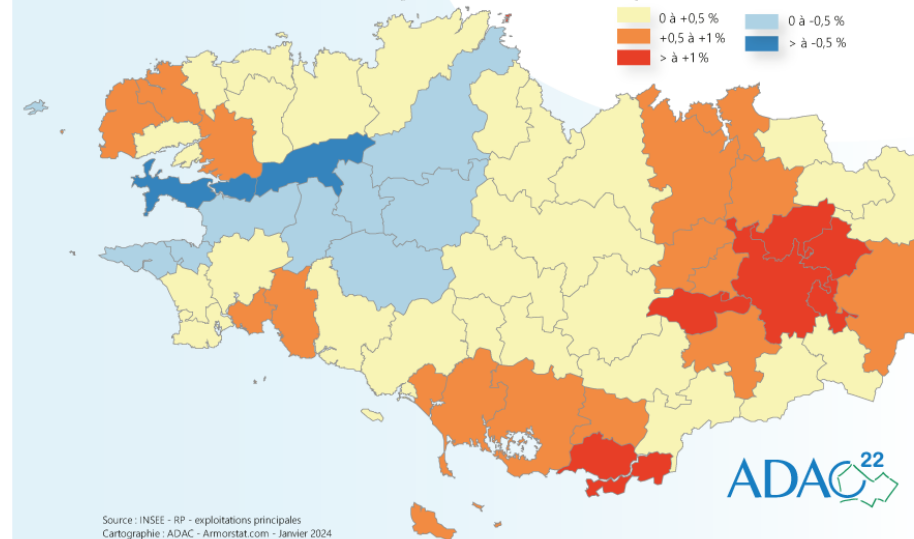 0 à +0,5 %
0 à -0,5 %
+0,5 à +1 %
> à -0,5 %
> à +1 %
ADAC 22
Source : INSEE - RP - exploitations principales
Cartographie : ADAC - Armorstat.com - Janvier 2024